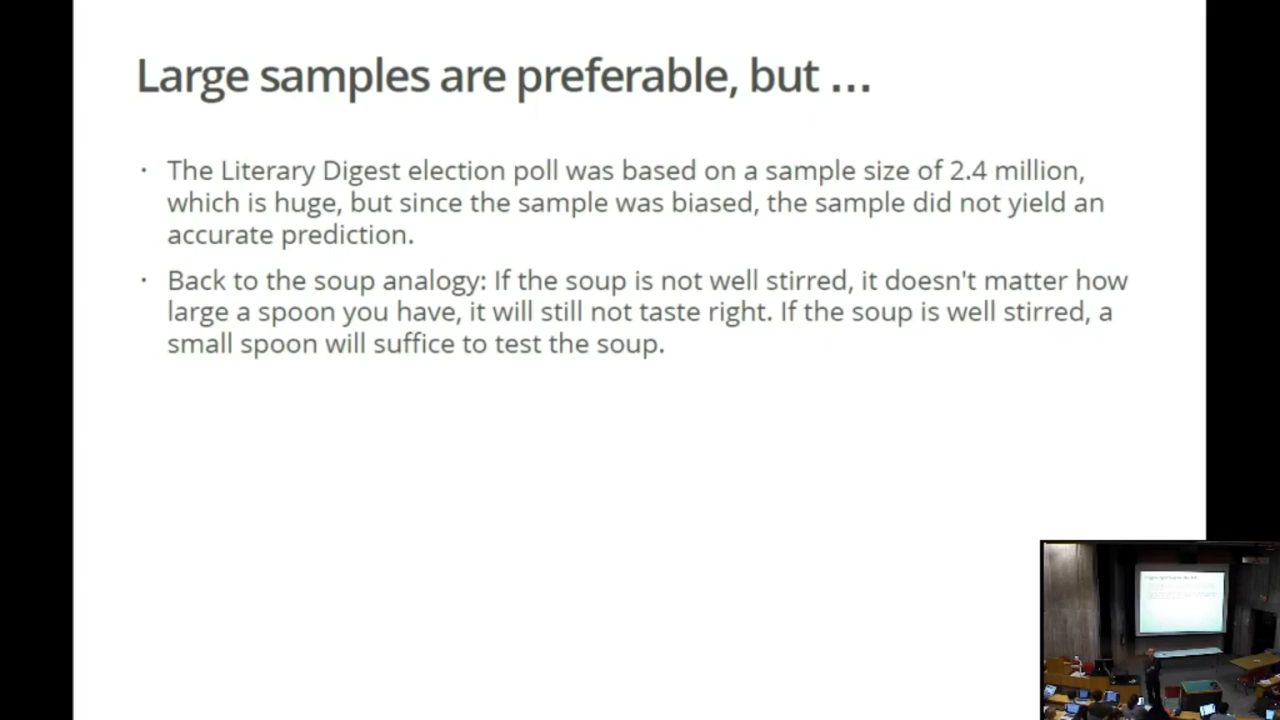 Large samples are preferable, but ...
· The Literary Digest election poll was based on a sample size of 2.4 million,
which is huge, but since the sample was biased, the sample did not yield an
accurate prediction.
· Back to the soup analogy: If the soup is not well stirred, it doesn't matter how
large a spoon you have, it will still not taste right. If the soup is well stirred, a
small spoon will suffice to test the soup.